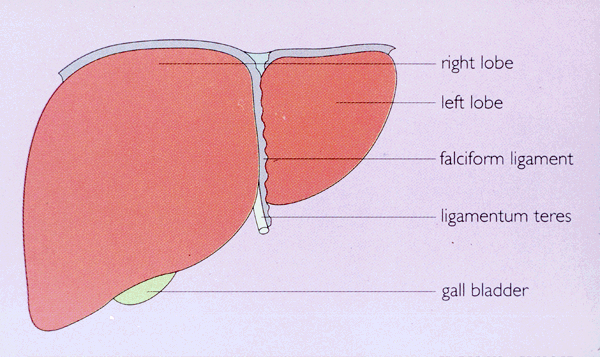 right lobe
left lobe
falciform ligament
ligamentum teres
gall bladder